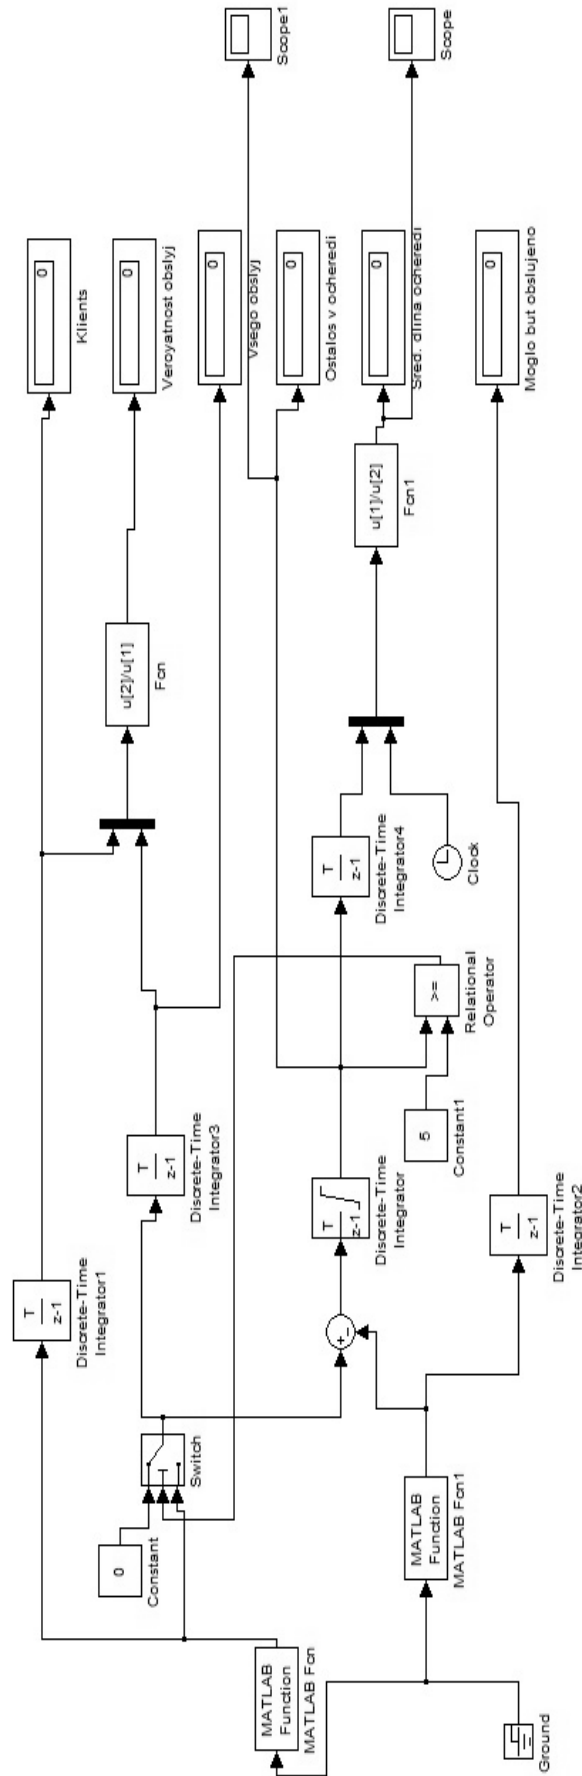 Scope1
Scope
0
Klients
0
Veroyatnost obslyj
0
Vsego obslyj
0
Ostalos v ocheredi
0
Sred. dlina ocheredi
0
Moglo but obslujeno
u[2]/u[1]
Fcn
u[1]/u[2]
Fcn1
T
z-1
Discrete-Time
Integrator4
Clock
>=
Relational
Operator
5
Constant1
T
z-1
Discrete-Time
Integrator3
T
z-1
Discrete-Time
Integrator
T
z-1
Discrete-Time
Integrator2
T
z-1
Discrete-Time
Integrator1
+
-
Switch
0
Constant
MATLAB
Function
MATLAB Fcn
MATLAB
Function
MATLAB Fcn1
Ground